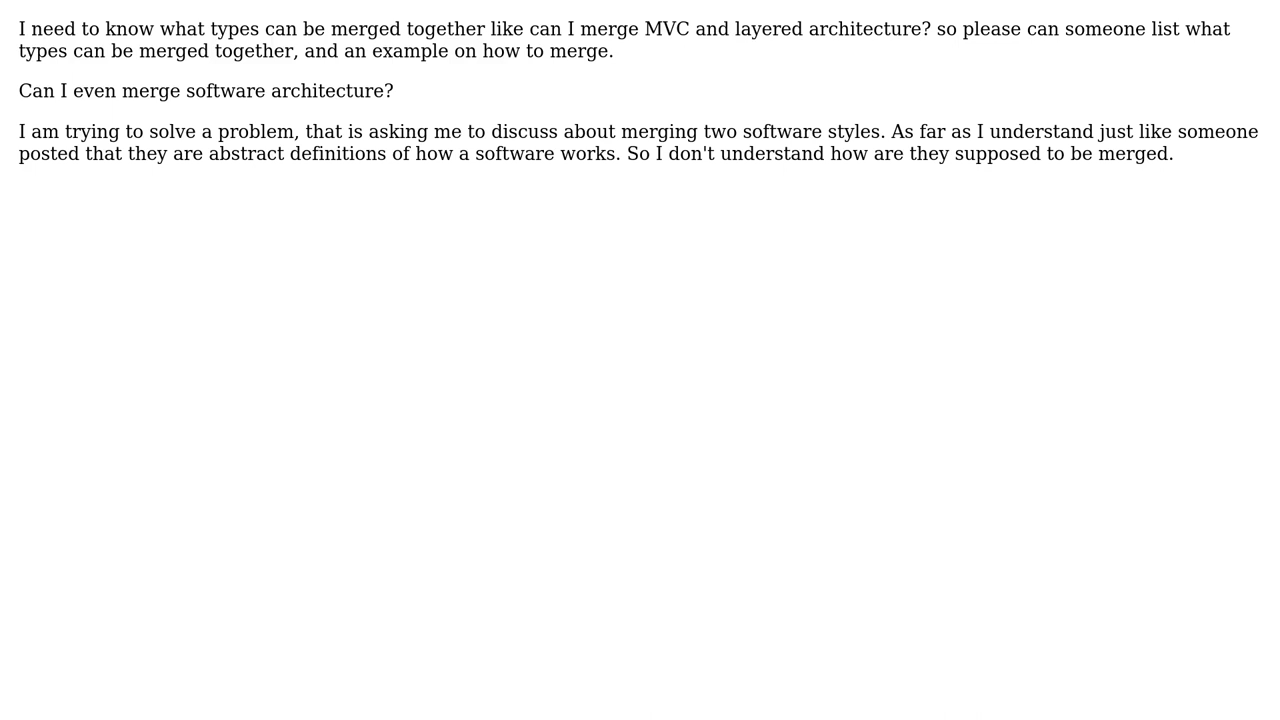 I need to know what types can be merged together like can I merge MVC and layered architecture? so please can someone list what
types can be merged together, and an example on how to merge.
Can I even merge software architecture?
I am trying to solve a problem, that is asking me to discuss about merging two software styles. As far as I understand just like someone
posted that they are abstract definitions of how a software works. So I don't understand how are they supposed to be merged.